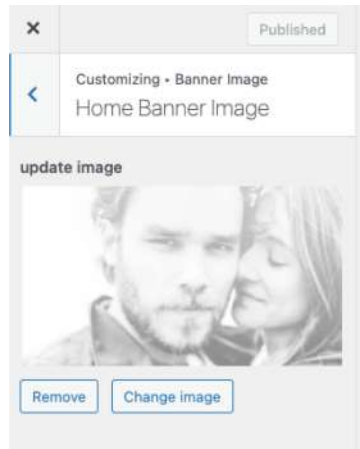 Published
Customizing • Banner Image
Home Banner Image
update image
Remove
Change image